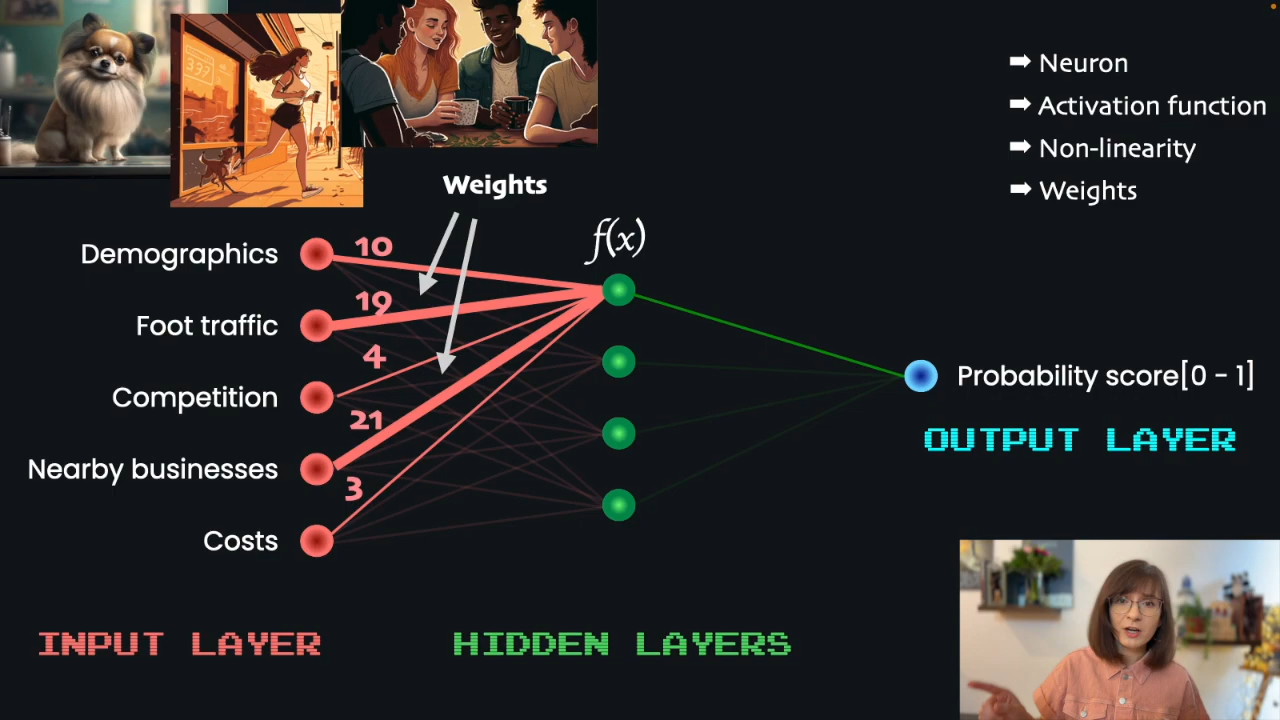 ➡ Neuron
➡ Activation function
➡ Non-linearity
➡ Weights
Weights
f(x)
Demographics
10
Foot traffic
19
Competition
4
Nearby businesses
21
Costs
3
Probability score[0 - 1]
OUTPUT LAYER
INPUT LAYER
HIDDEN LAYERS